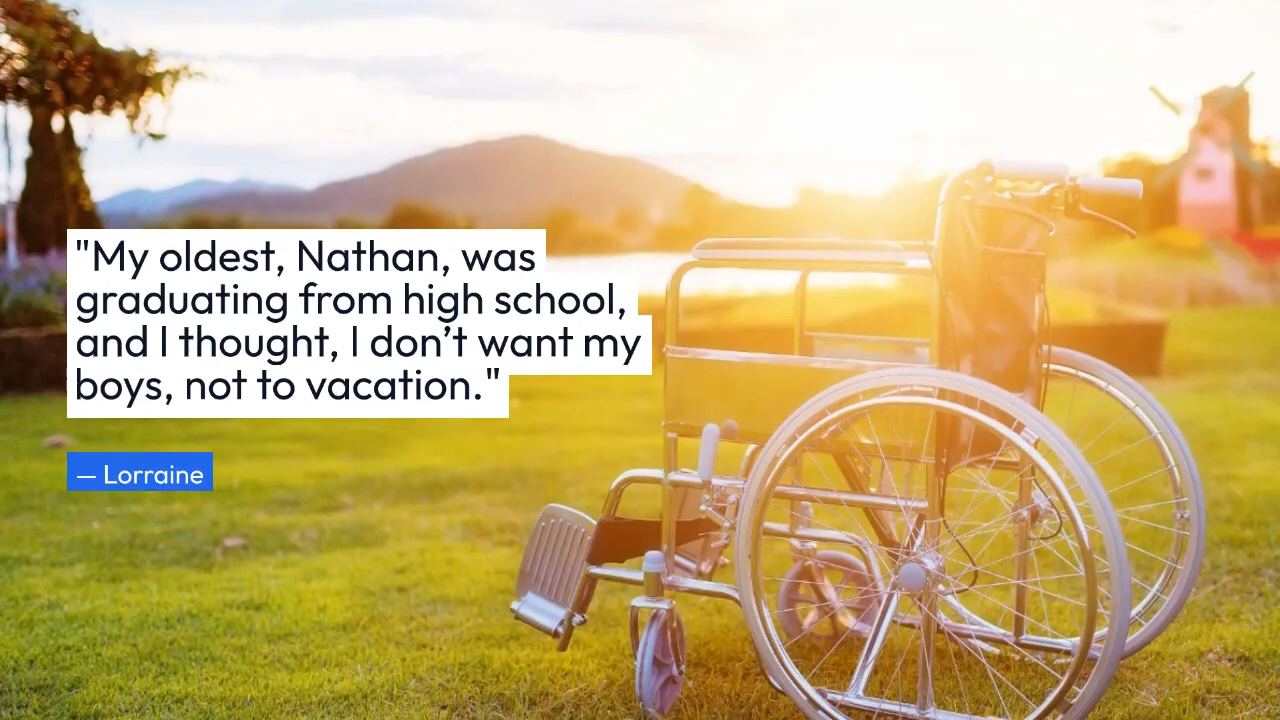 "My oldest, Nathan, was
graduating from high school,
and I thought, I don’t want my
boys, not to vacation."
— Lorraine